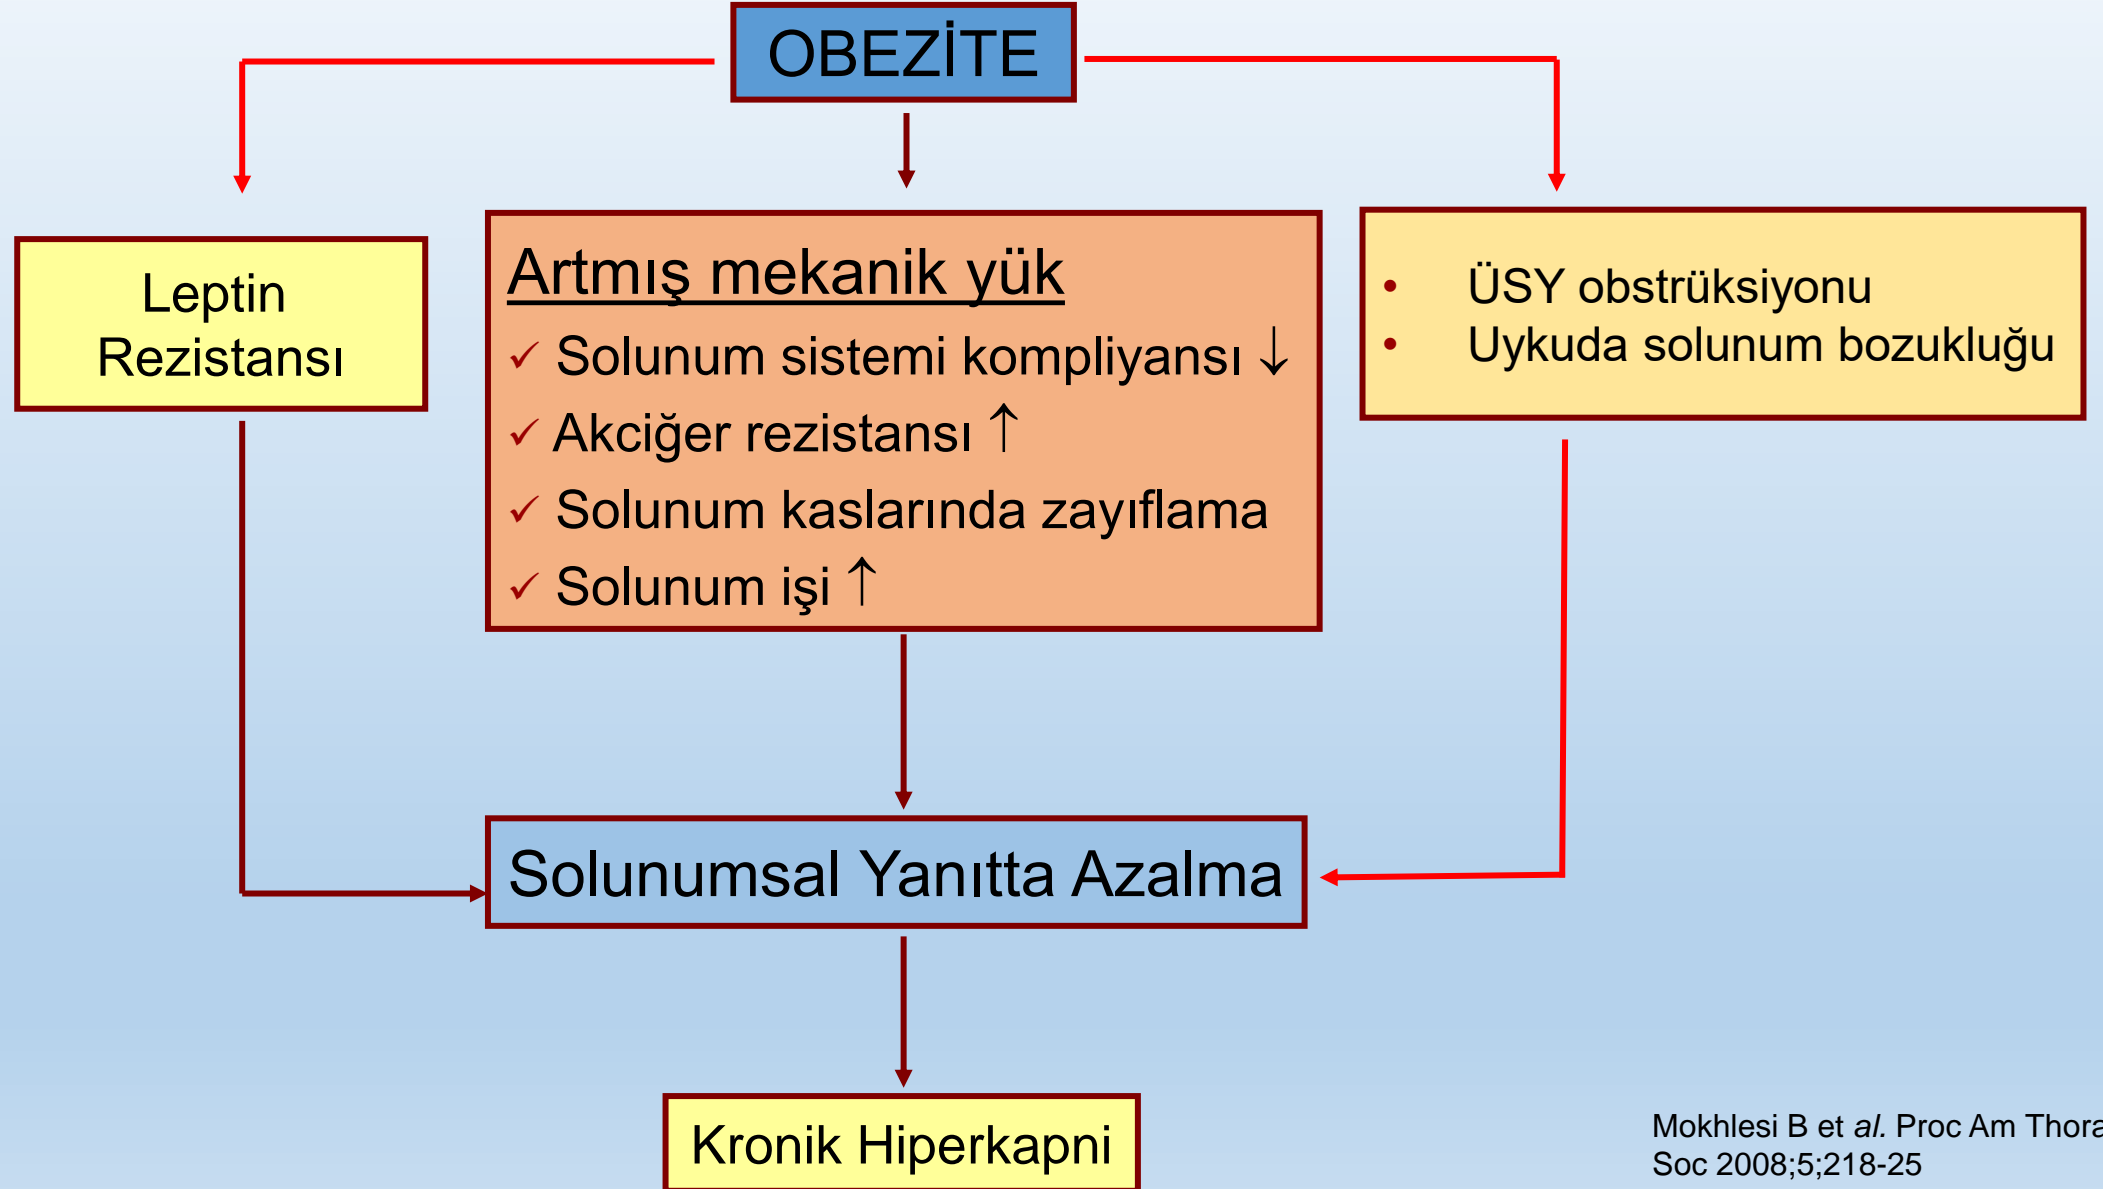 OBEZİTE
Leptin
Rezistansı
Artmış mekanik yük
✓ Solunum sistemi kompliyansı ↓
✓ Akciğer rezistansı ↑
✓ Solunum kaslarında zayıflama
✓ Solunum işi ↑
• ÜSY obstrüksiyonu
• Uykuda solunum bozukluğu
Solunumsal Yanıtta Azalma
Kronik Hiperkapni
Mokhlesi B et al. Proc Am Thora
Soc 2008;5;218-25